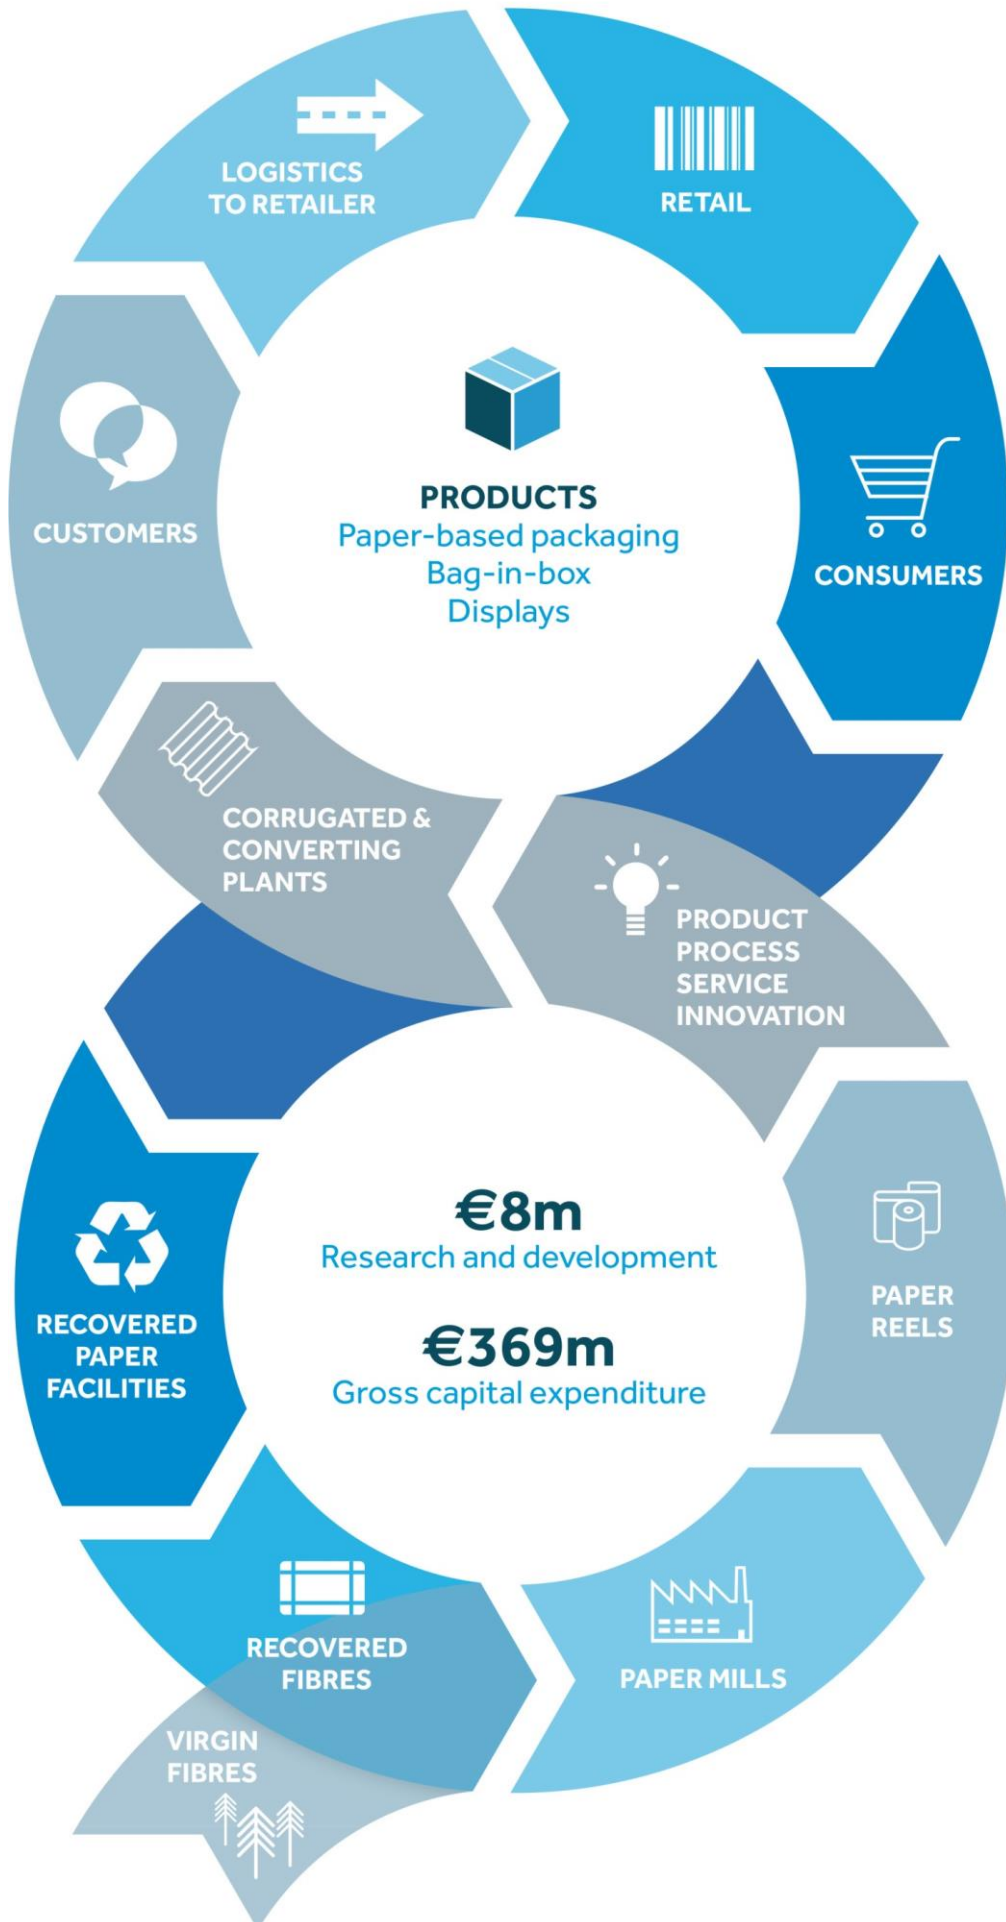 LOGISTICS
TO RETAILER
RETAIL
CUSTOMERS
PRODUCTS
Paper-based packaging
Bag-in-box
Displays
CONSUMERS
CORRUGATED &
CONVERTING
PLANTS
PRODUCT
PROCESS
SERVICE
INNOVATION
€8m
Research and development
€369m
Gross capital expenditure
RECOVERED
PAPER
FACILITIES
PAPER
REELS
RECOVERED
FIBRES
PAPER MILLS
VIRGIN
FIBRES